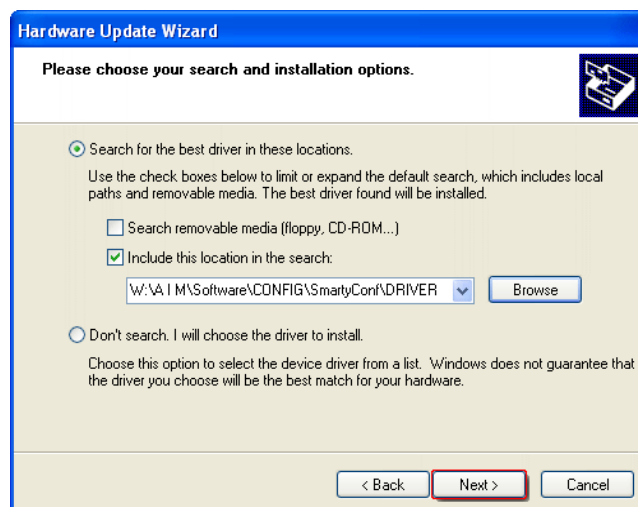 Hardware Update Wizard
Please choose your search and installation options.
Search for the best driver in these locations.
Use the check boxes below to limit or expand the default search, which includes local
paths and removable media. The best driver found will be installed.
Search removable media (floppy, CD-ROM...)
Include this location in the search:
W:\A I M\Software\CONFIG\SmartyConf\DRIVER
Browse
Don't search. I will choose the driver to install.
Choose this option to select the device driver from a list. Windows does not guarantee that
the driver you choose will be the best match for your hardware.
< Back
Next >
Cancel